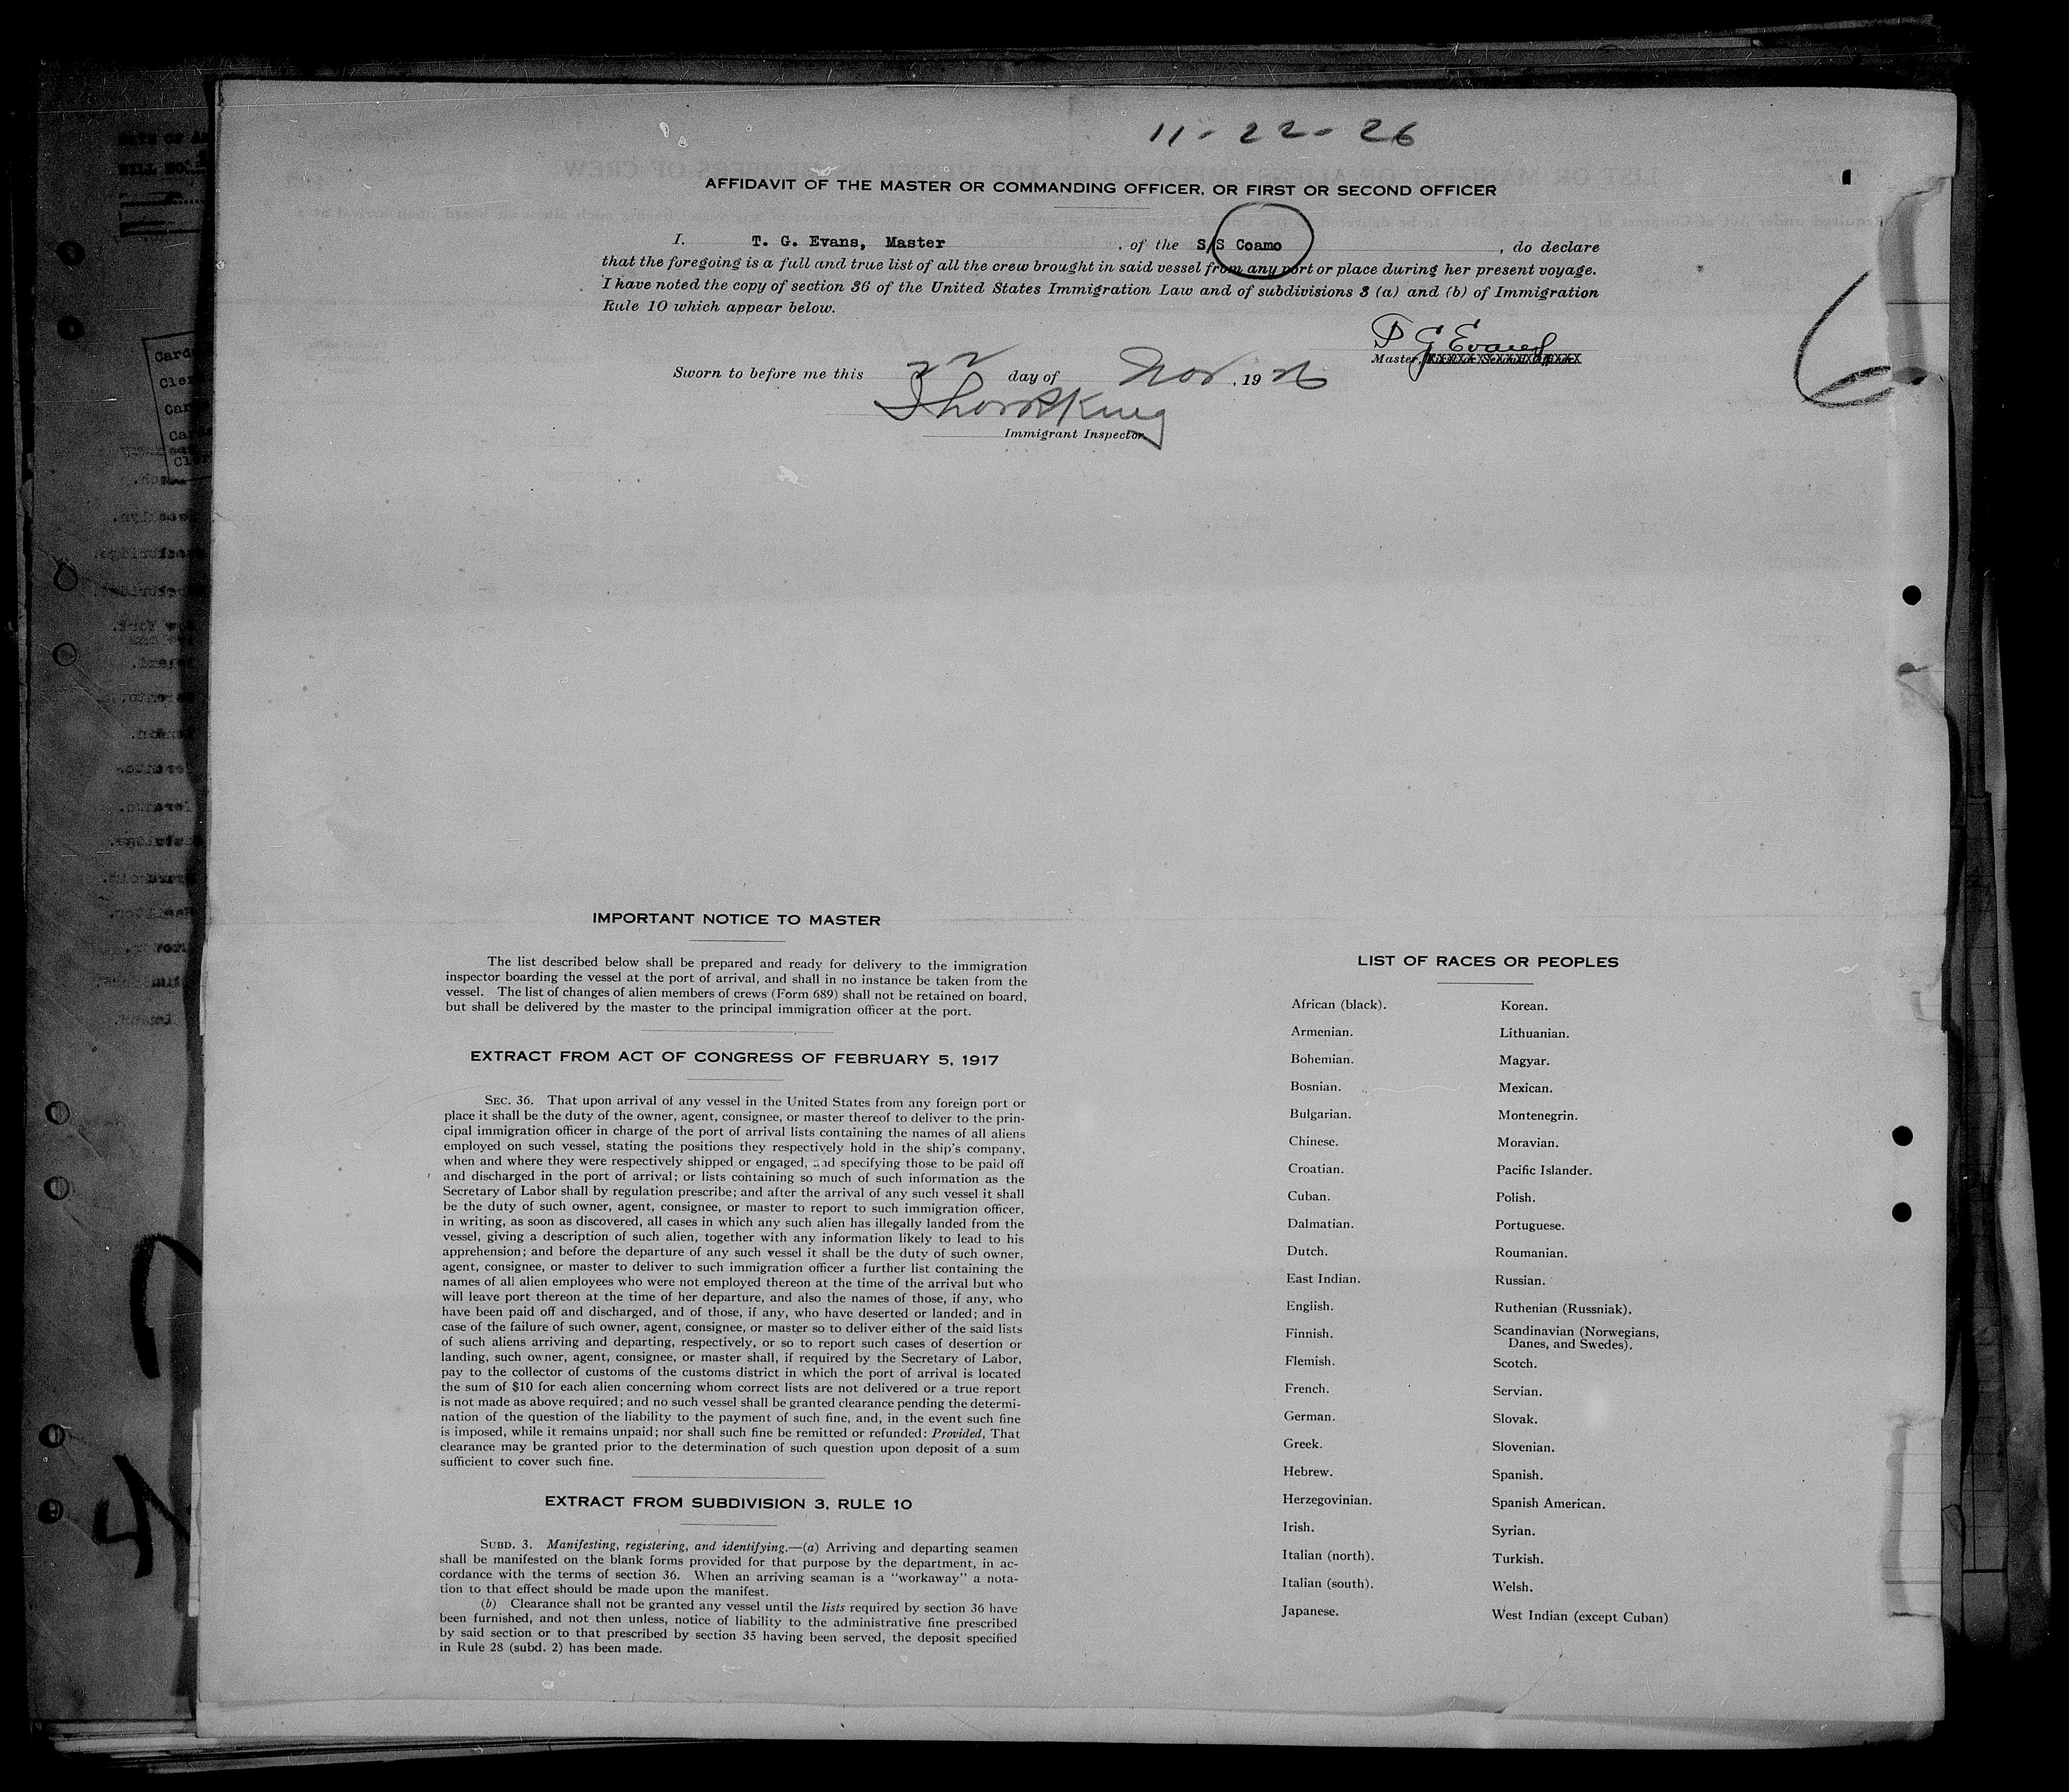 11-22-26
AFFIDAVIT OF THE MASTER OR COMMANDING OFFICER, OR FIRST OR SECOND OFFICER
I, T. G. Evans, Master, of the S/S Coamo, do declare
that the foregoing is a full and true list of all the crew brought in said vessel from any port or place during her present voyage.
I have noted the copy of section 36 of the United States Immigration Law and of subdivisions 3 (a) and (b) of Immigration
Rule 10 which appear below.
T G Evans
Master,
Sworn to before me this 22 day of Nov, 19 26
Immigrant Inspector.
6
IMPORTANT NOTICE TO MASTER
The list described below shall be prepared and ready for delivery to the immigration
inspector boarding the vessel at the port of arrival, and shall in no instance be taken from the
vessel. The list of changes of alien members of crews (Form 689) shall not be retained on board,
but shall be delivered by the master to the principal immigration officer at the port.
EXTRACT FROM ACT OF CONGRESS OF FEBRUARY 5, 1917
SEC. 36. That upon arrival of any vessel in the United States from any foreign port or
place it shall be the duty of the owner, agent, consignee, or master thereof to deliver to the prin-
cipal immigration officer in charge of the port of arrival lists containing the names of all aliens
employed on such vessel, stating the positions they respectively hold in the ship's company,
when and where they were respectively shipped or engaged, and specifying those to be paid off
and discharged in the port of arrival; or lists containing so much of such information as the
Secretary of Labor shall by regulation prescribe; and after the arrival of any such vessel it shall
be the duty of such owner, agent, consignee, or master to report to such immigration officer,
in writing, as soon as discovered, all cases in which any such alien has illegally landed from the
vessel, giving a description of such alien, together with any information likely to lead to his
apprehension; and before the departure of any such vessel it shall be the duty of such owner,
agent, consignee, or master to deliver to such immigration officer a further list containing the
names of all alien employees who were not employed thereon at the time of the arrival but who
will leave port thereon at the time of her departure, and also the names of those, if any, who
have been paid off and discharged, and of those, if any, who have deserted or landed; and in
case of the failure of such owner, agent, consignee, or master so to deliver either of the said lists
of such aliens arriving and departing, respectively, or so to report such cases of desertion or
landing, such owner, agent, consignee, or master shall, if required by the Secretary of Labor,
pay to the collector of customs of the customs district in which the port of arrival is located
the sum of $10 for each alien concerning whom correct lists are not delivered or a true report
is not made as above required; and no such vessel shall be granted clearance pending the determi-
nation of the question of the liability to the payment of such fine, and, in the event such fine
is imposed, while it remains unpaid; nor shall such fine be remitted or refunded: Provided, That
clearance may be granted prior to the determination of such question upon deposit of a sum
sufficient to cover such fine.
EXTRACT FROM SUBDIVISION 3, RULE 10
SUBD. 3. Manifesting, registering, and identifying.—(a) Arriving and departing seamen
shall be manifested on the blank forms provided for that purpose by the department, in ac-
cordance with the terms of section 36. When an arriving seaman is a "workaway" a nota-
tion to that effect should be made upon the manifest.
(b) Clearance shall not be granted any vessel until the lists required by section 36 have
been furnished, and not then unless, notice of liability to the administrative fine prescribed
by said section or to that prescribed by section 35 having been served, the deposit specified
in Rule 28 (subd. 2) has been made.
LIST OF RACES OR PEOPLES
African (black).
Armenian.
Bohemian.
Bosnian.
Bulgarian.
Chinese.
Croatian.
Cuban.
Dalmatian.
Dutch.
East Indian.
English.
Finnish.
Flemish.
French.
German.
Greek.
Hebrew.
Herzegovinian.
Irish.
Italian (north).
Italian (south).
Japanese.
Korean.
Lithuanian.
Magyar.
Mexican.
Montenegrin.
Moravian.
Pacific Islander.
Polish.
Portuguese.
Roumanian.
Russian.
Ruthenian (Russniak).
Scandinavian (Norwegians,
Danes, and Swedes).
Scotch.
Servian.
Slovak.
Slovenian.
Spanish.
Spanish American.
Syrian.
Turkish.
Welsh.
West Indian (except Cuban)